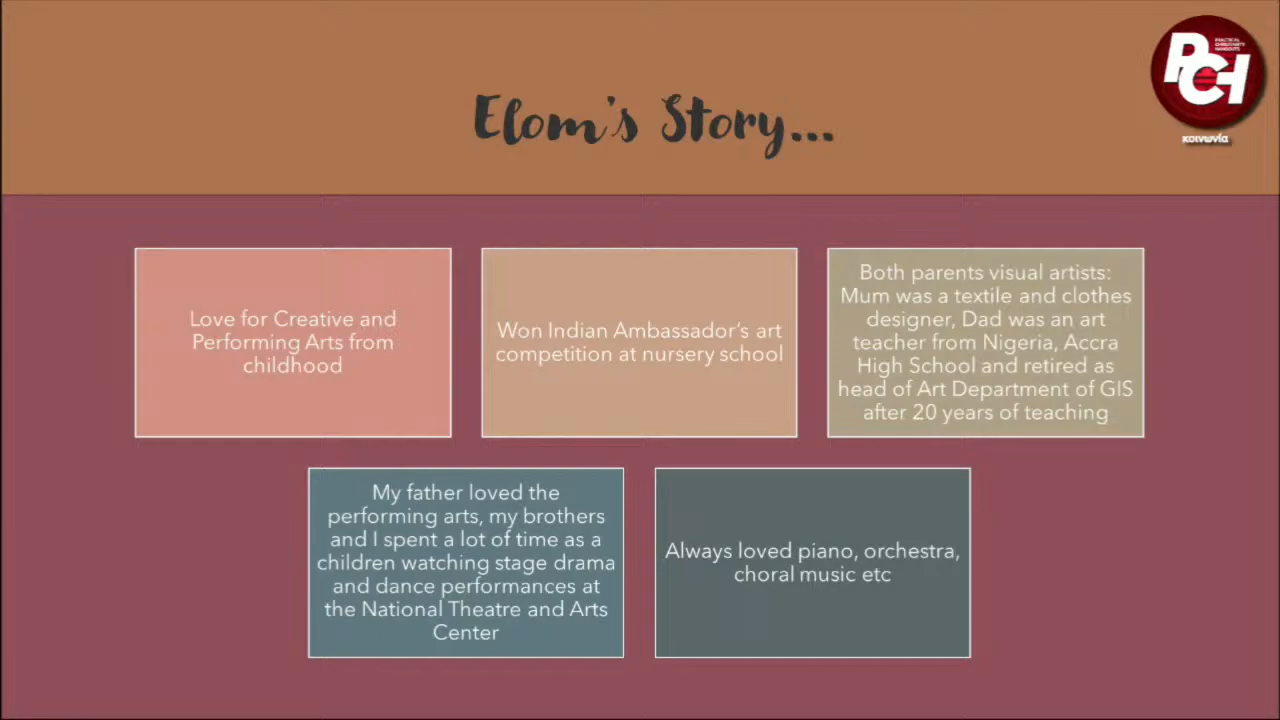 Elom's Story...
PRACTICAL
CHRISTIANITY
HANGOUTS
PCH
κοινωνία
Love for Creative and
Performing Arts from
childhood
Won Indian Ambassador's art
competition at nursery school
Both parents visual artists:
Mum was a textile and clothes
designer, Dad was an art
teacher from Nigeria, Accra
High School and retired as
head of Art Department of GIS
after 20 years of teaching
My father loved the
performing arts, my brothers
and I spent a lot of time as a
children watching stage drama
and dance performances at
the National Theatre and Arts
Center
Always loved piano, orchestra,
choral music etc